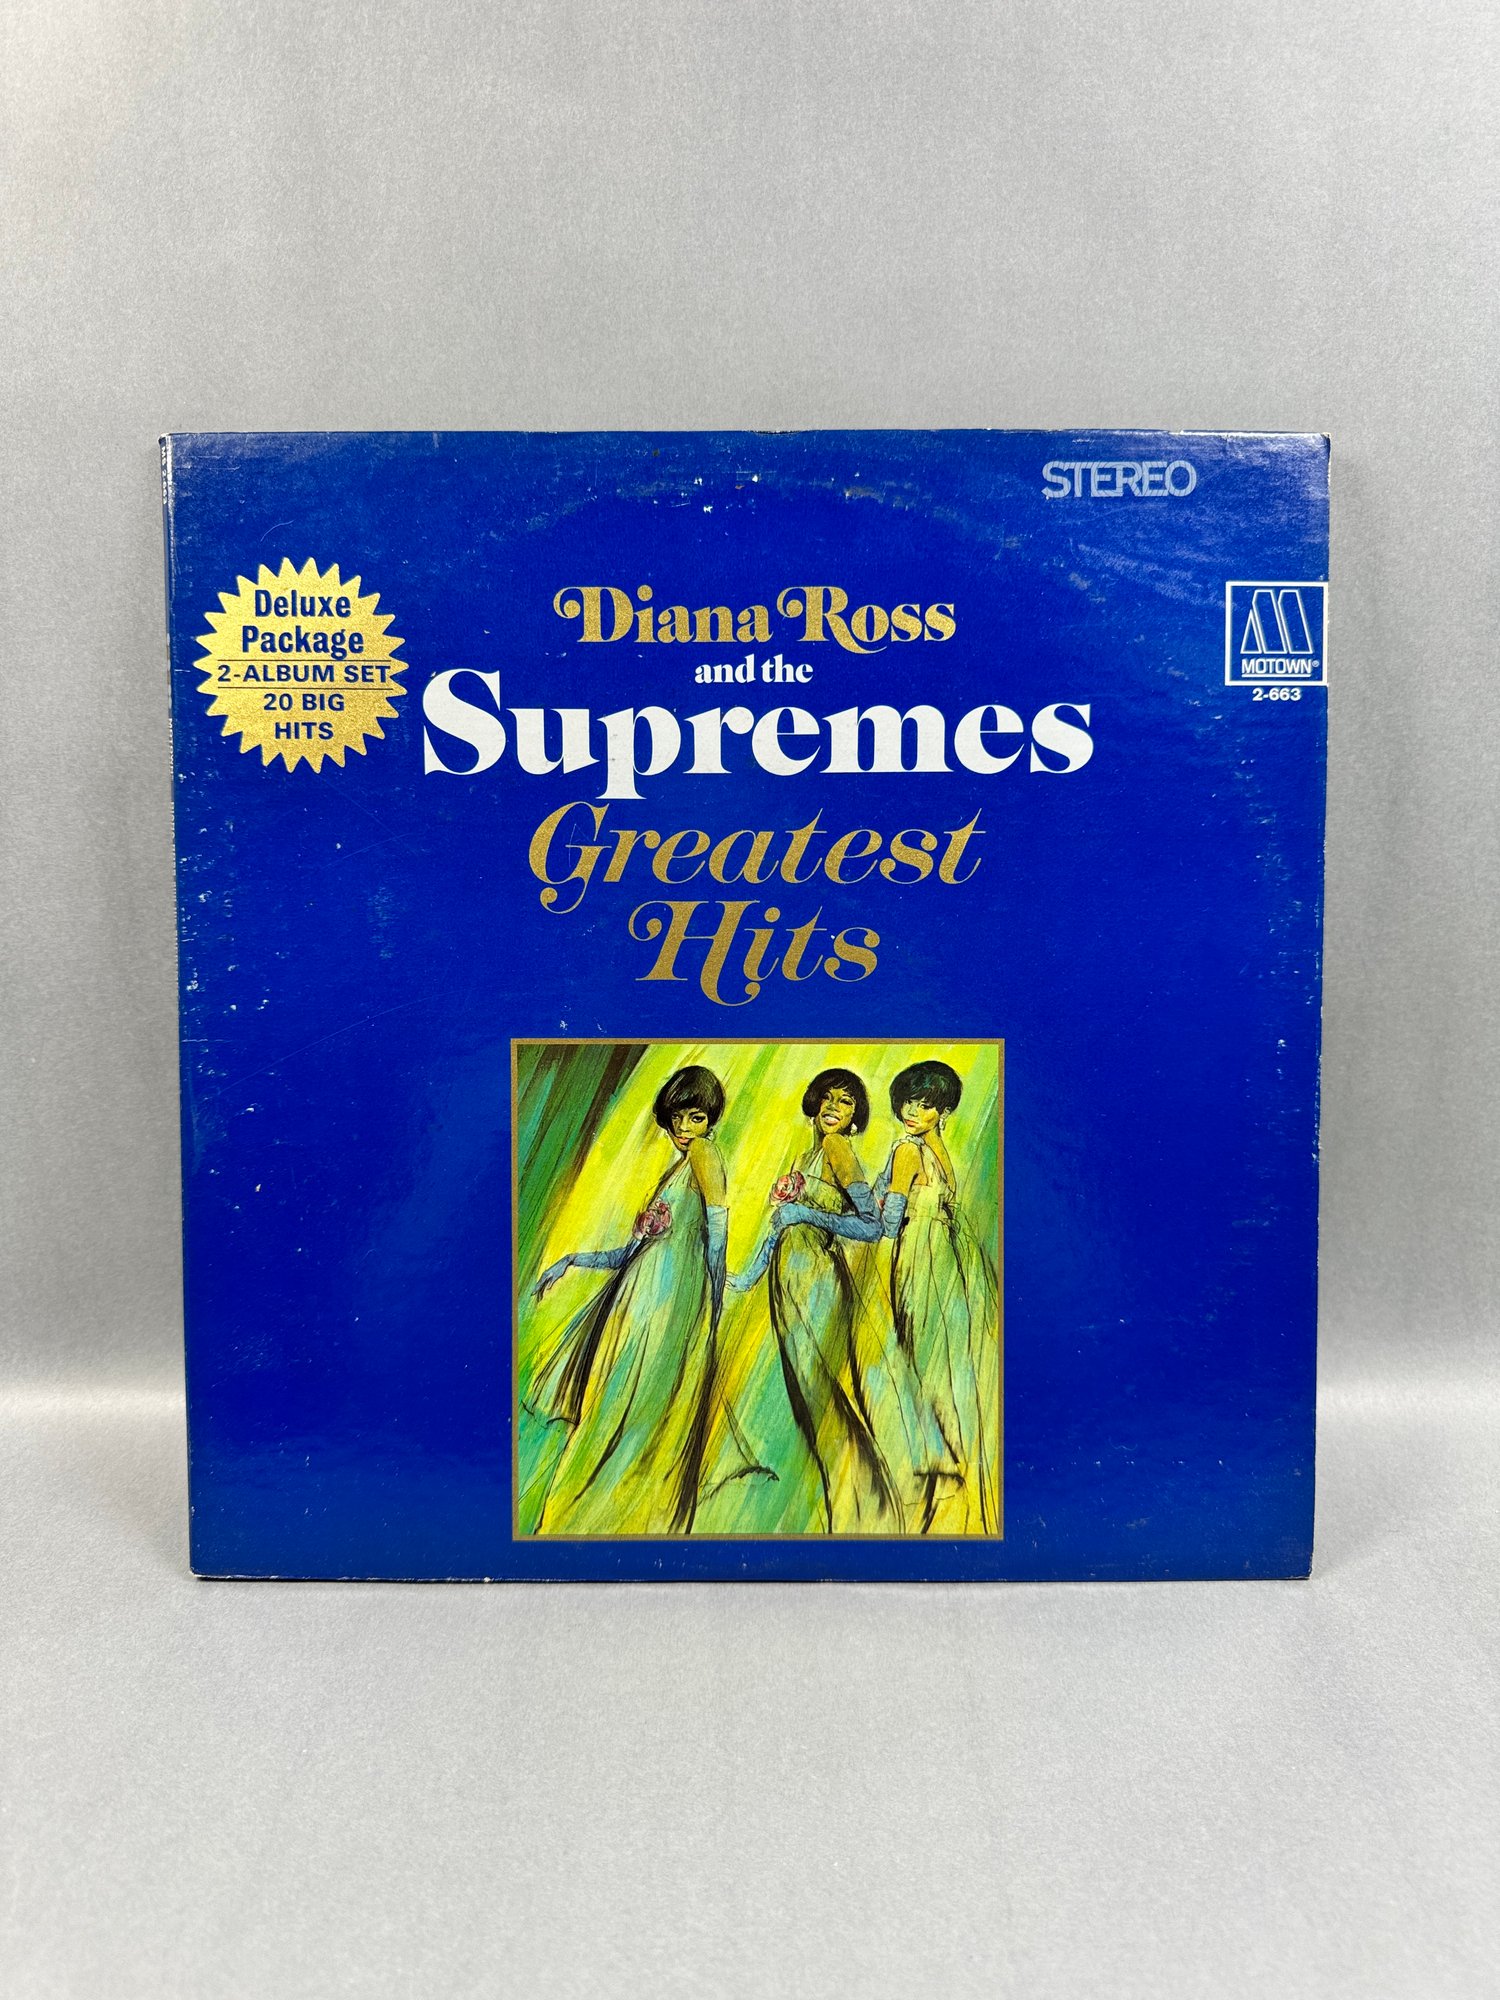 STEREO
Deluxe
Package
2-ALBUM SET
20 BIG
HITS
Diana Ross
and the
Supremes
Greatest
Hits
MOTOWN®
2-663